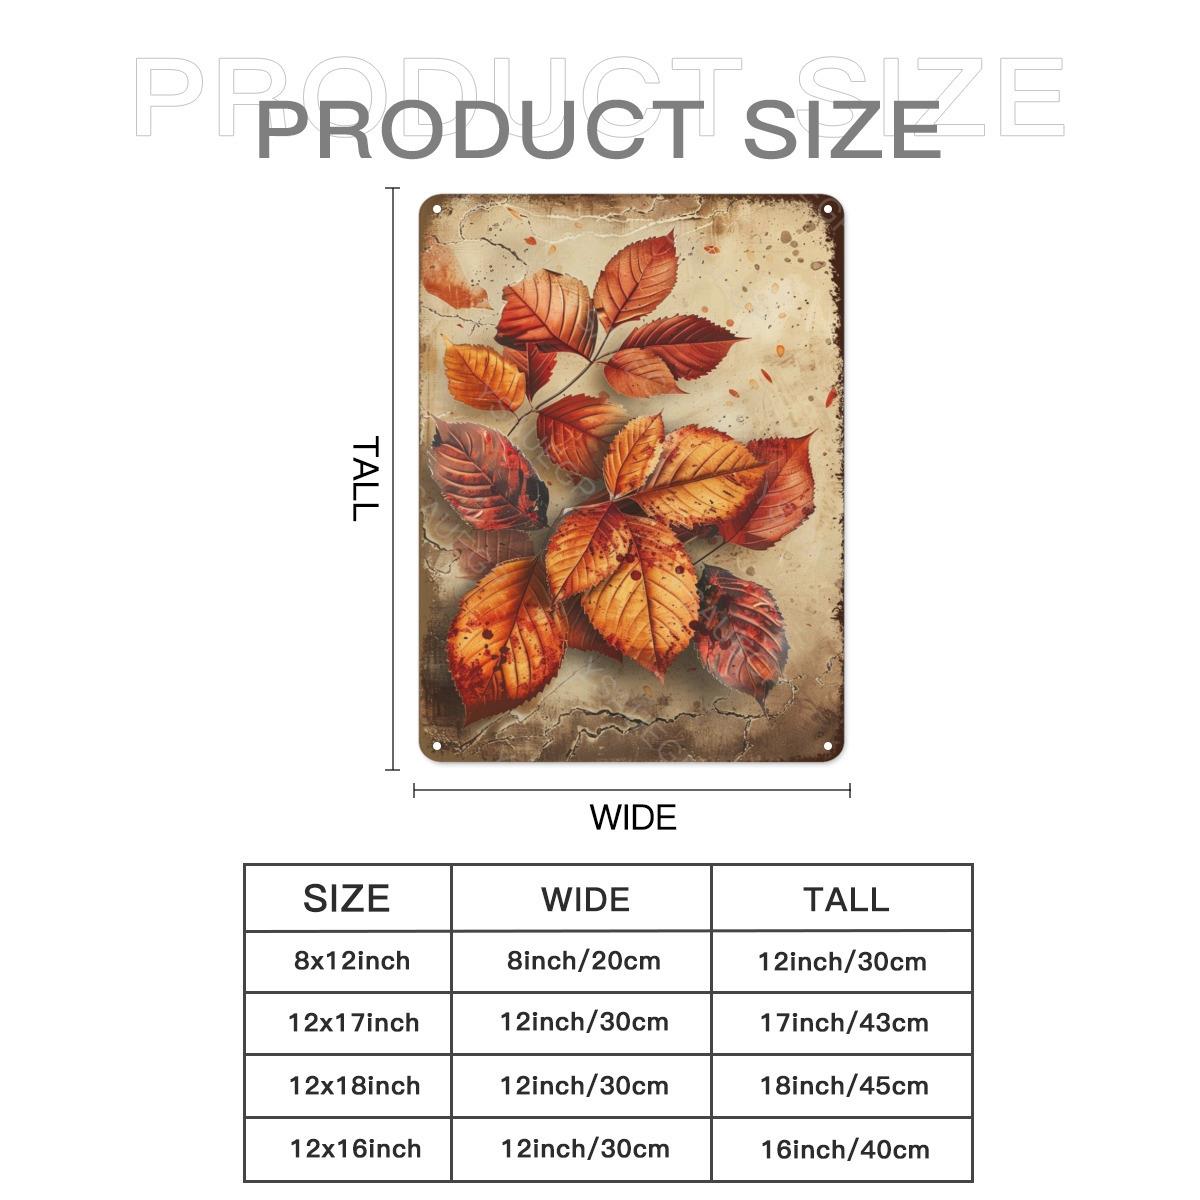 PRODUCT SIZE
PRODUCT SIZE
TALL
WIDE
SIZE WIDE TALL
8x12inch 8inch/20cm 12inch/30cm
12x17inch 12inch/30cm 17inch/43cm
12x18inch 12inch/30cm 18inch/45cm
12x16inch 12inch/30cm 16inch/40cm